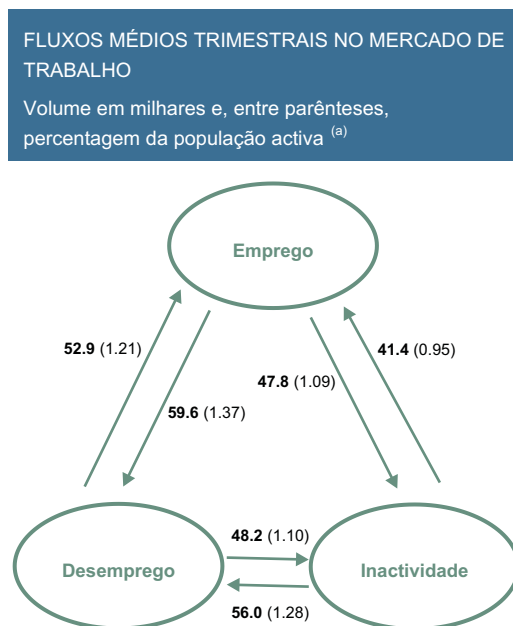 FLUXOS MÉDIOS TRIMESTRAIS NO MERCADO DE
TRABALHO
Volume em milhares e, entre parênteses,
percentagem da população activa (a)
Emprego
52.9 (1.21)
41.4 (0.95)
47.8 (1.09)
59.6 (1.37)
48.2 (1.10)
Desemprego
Inactividade
56.0 (1.28)